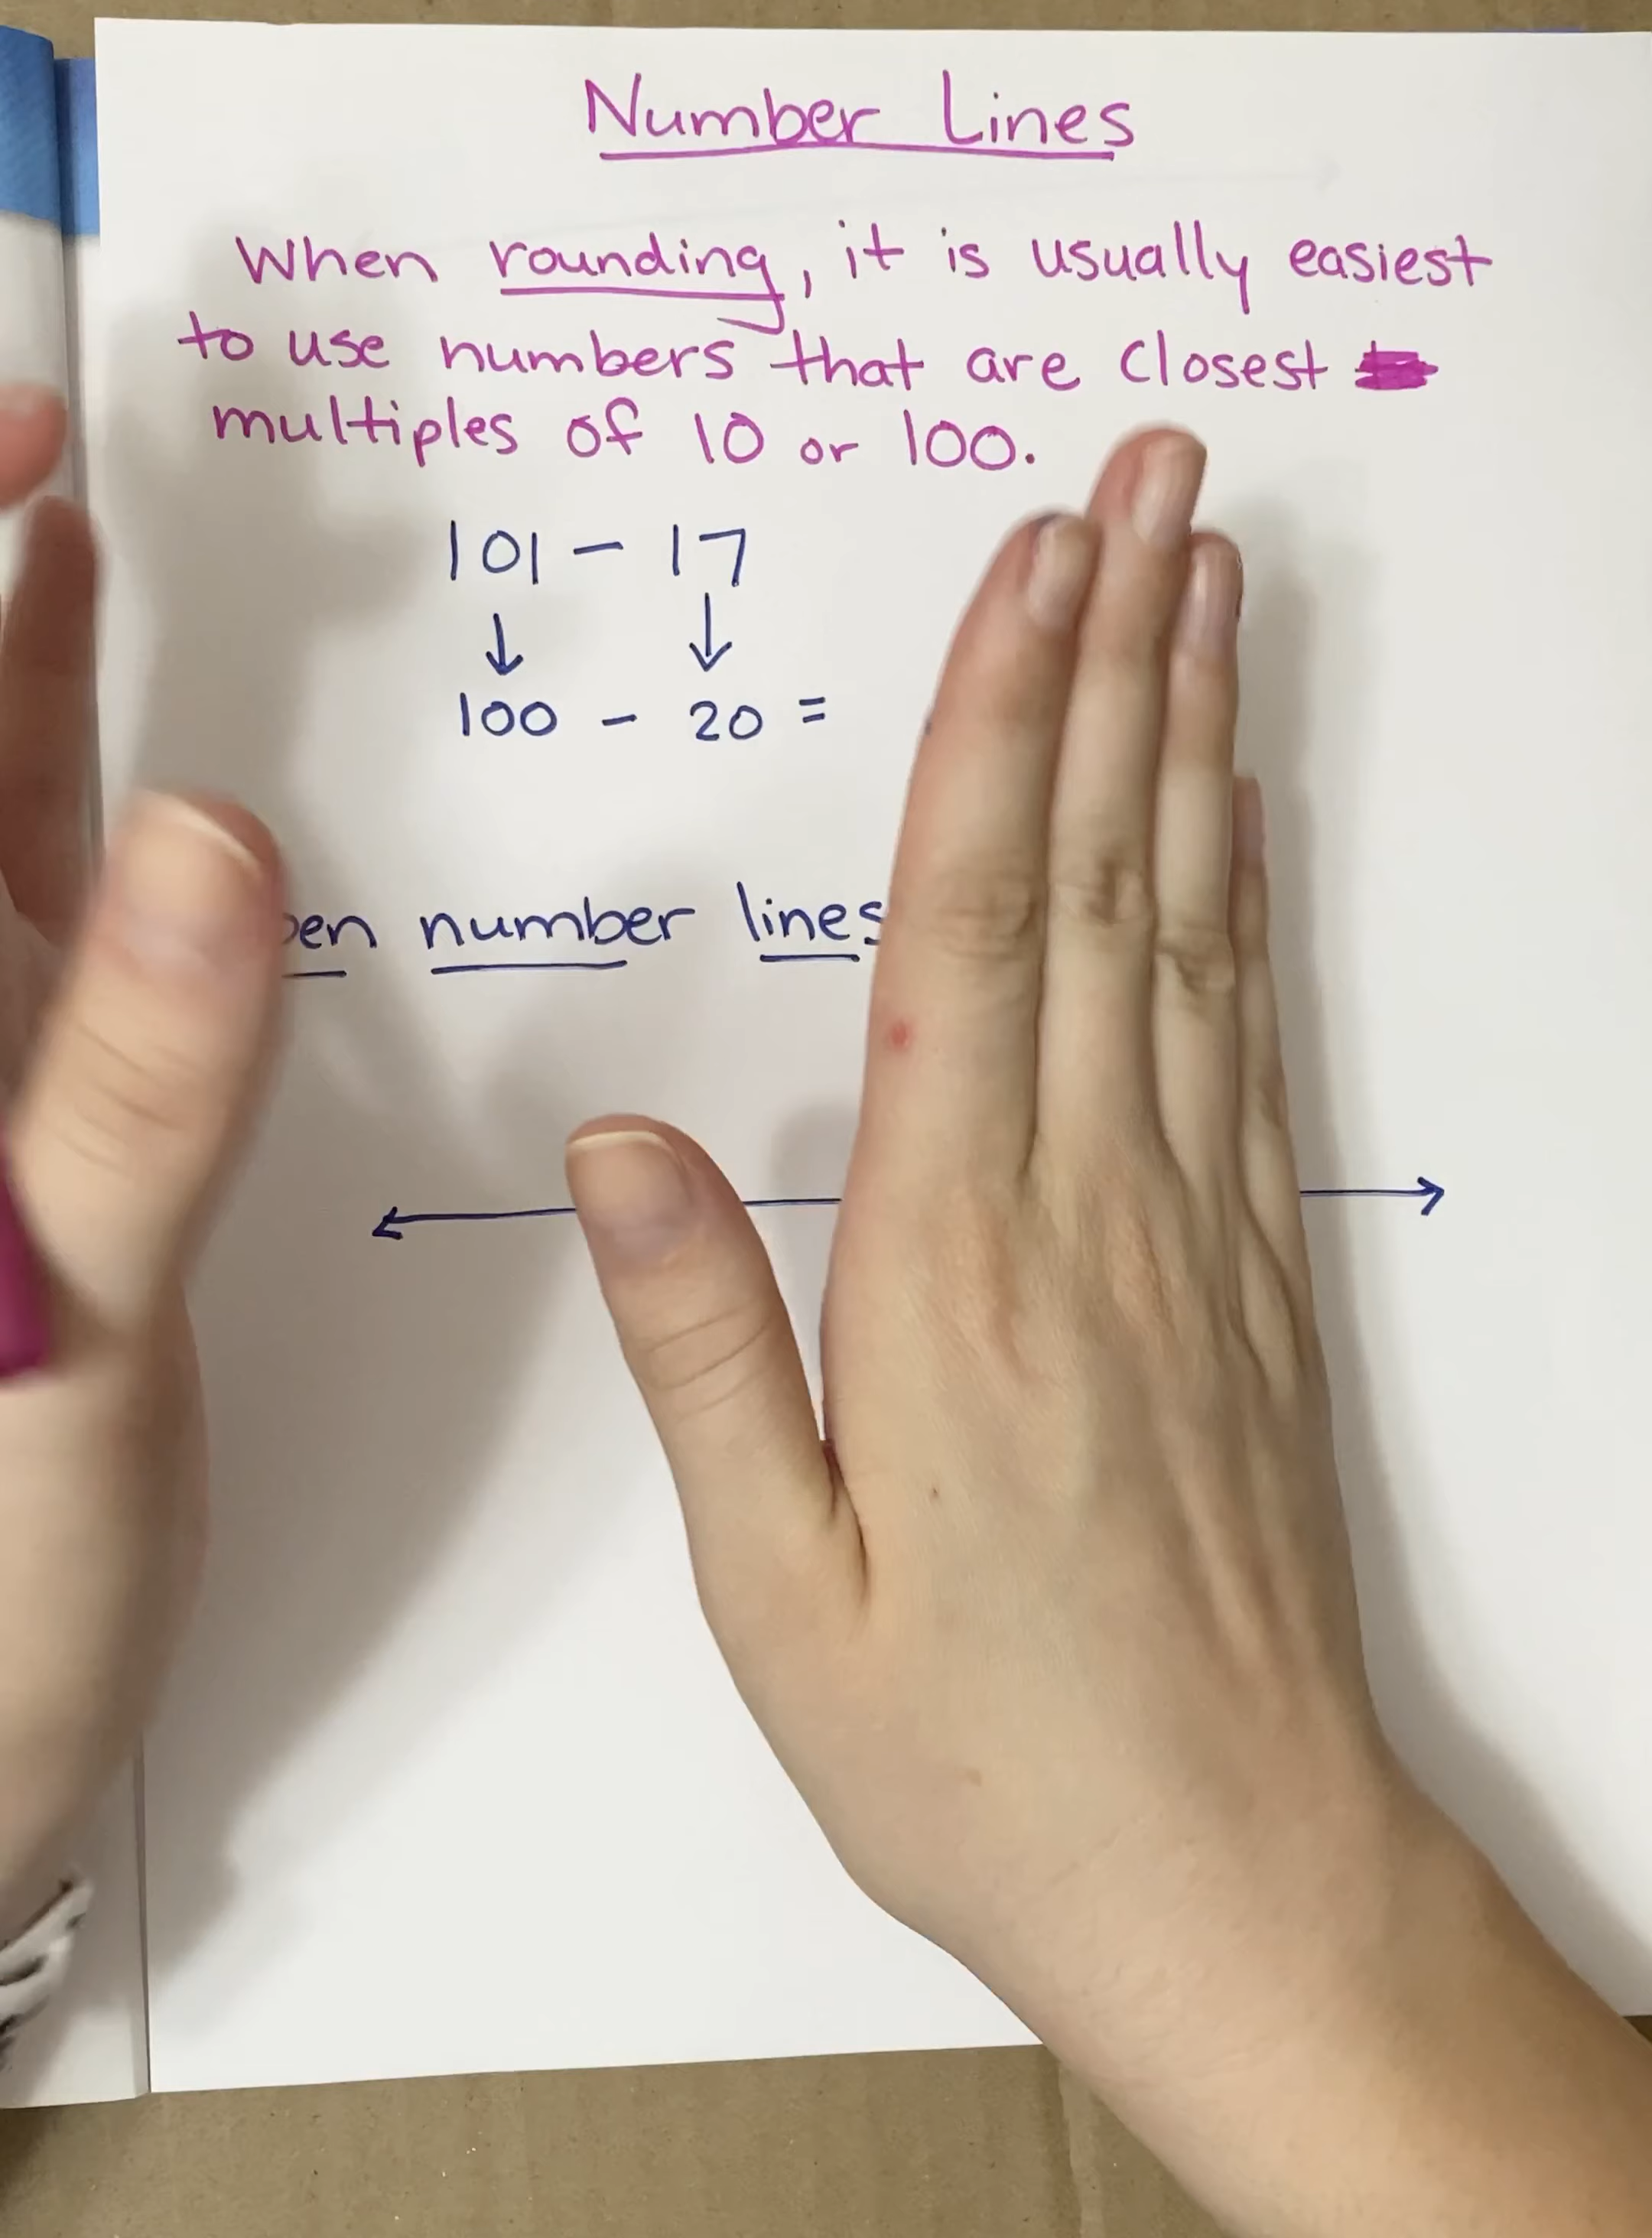 Number Lines
When rounding, it is usually easiest
to use numbers that are closest
multiples of 10 or 100.
101 - 17
↓ ↓
100 - 20 =
number lines